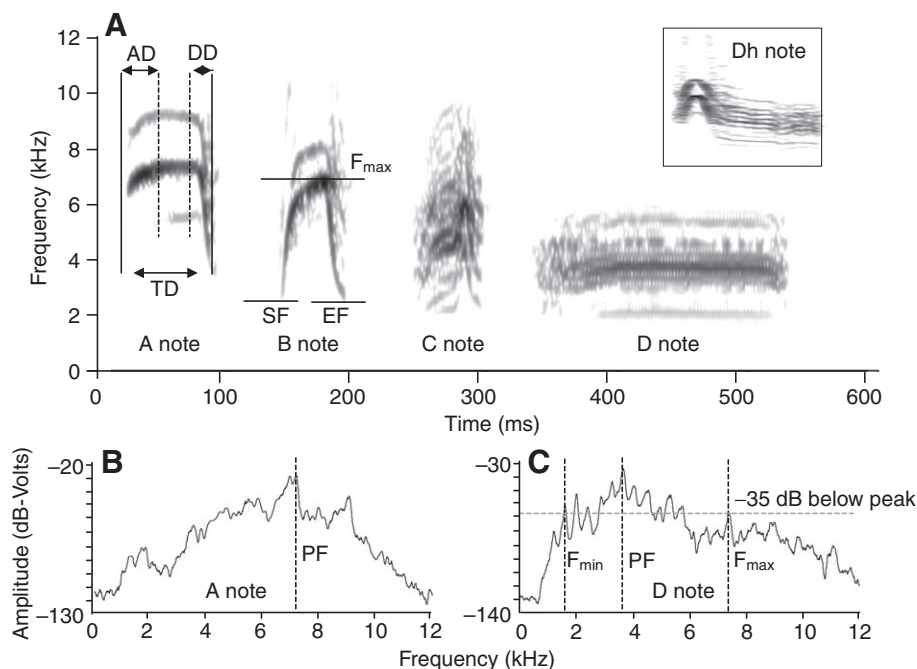 A
12
10
8
6
4
2
0
Frequency (kHz)
AD
DD
TD
A note
SF
EF
B note
Fmax
C note
D note
Dh note
0
100
200
300
400
500
600
Time (ms)
B
Amplitude (dB-Volts)
–20
–130
A note
PF
0
2
4
6
8
10
12
C
–30
–140
–35 dB below peak
Fmin
PF
Fmax
D note
0
2
4
6
8
10
12
Frequency (kHz)